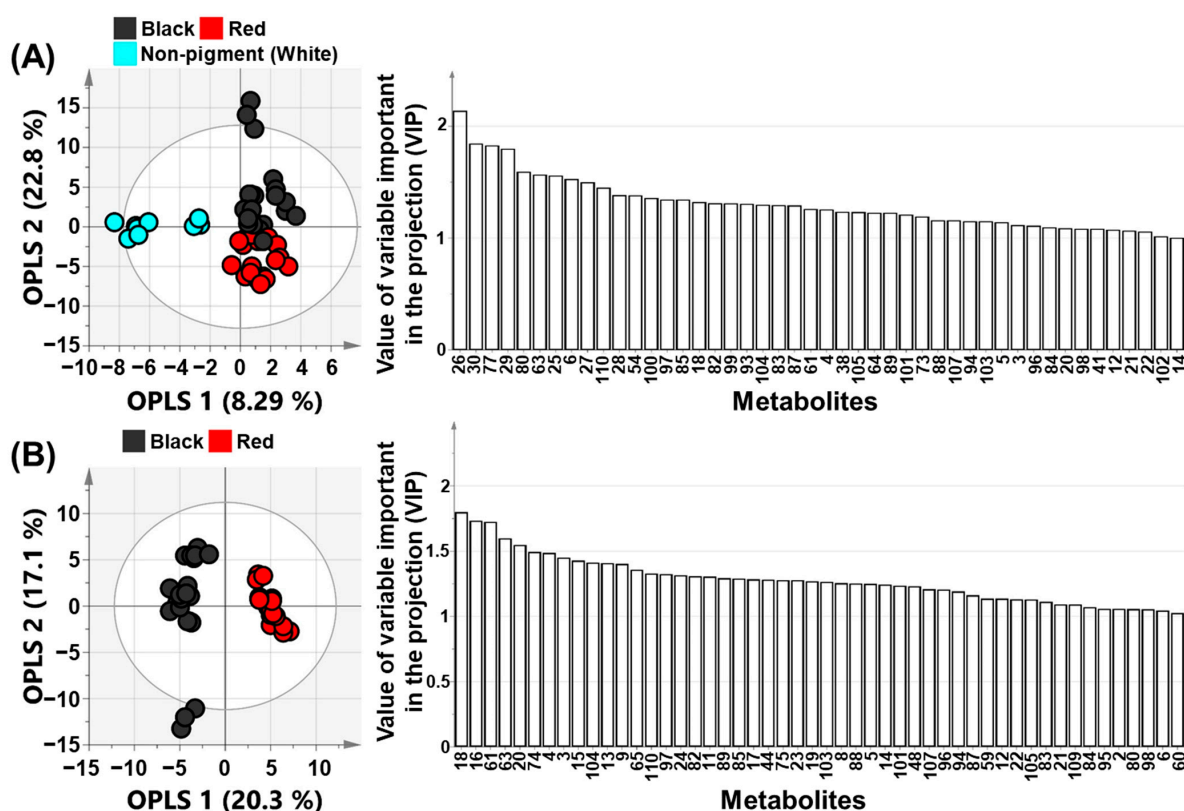 Black Red
Non-pigment (White)
(A)
OPLS 2 (22.8 %)
15
10
5
0
−5
−10
−15
−10 −8 −6 −4 −2 0 2 4 6
OPLS 1 (8.29 %)
Value of variable important
in the projection (VIP)
2
1
0
26 30 77 29 80 63 25 6 27 110 28 54 100 97 85 18 82 99 93 104 83 87 61 4 38 105 64 89 101 73 88 107 94 103 5 3 96 84 20 98 41 12 21 22 102 14
Metabolites
Black Red
(B)
OPLS 2 (17.1 %)
10
5
0
−5
−10
−15
−15 −10 −5 0 5 10
OPLS 1 (20.3 %)
Value of variable important
in the projection (VIP)
2
1.5
1
0.5
0
18 16 61 63 20 74 4 3 15 104 13 9 65 110 97 24 82 11 89 85 17 44 75 23 19 103 8 88 5 14 101 48 107 96 94 87 59 12 22 105 83 21 109 84 95 2 80 98 6 60
Metabolites